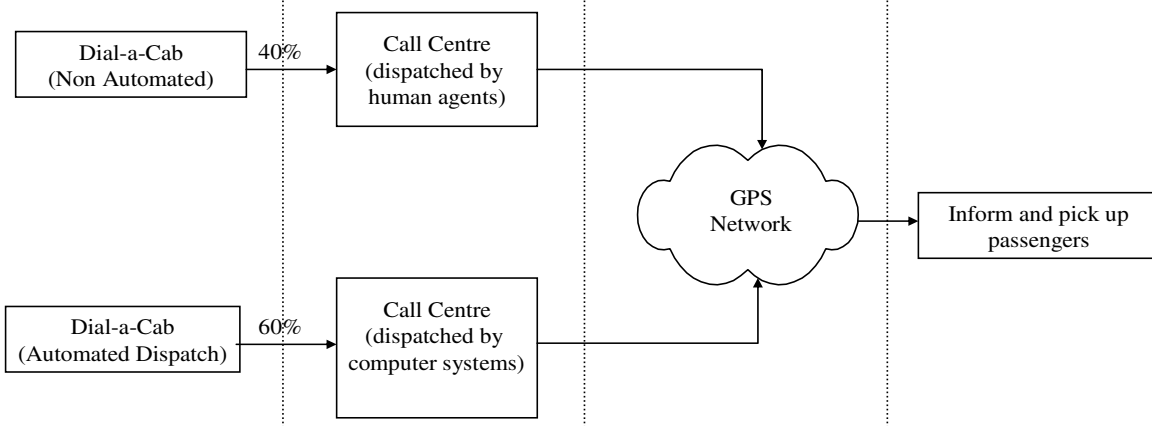 Dial-a-Cab
(Non Automated)
40%
Call Centre
(dispatched by
human agents)
GPS
Network
Inform and pick up
passengers
Dial-a-Cab
(Automated Dispatch)
60%
Call Centre
(dispatched by
computer systems)